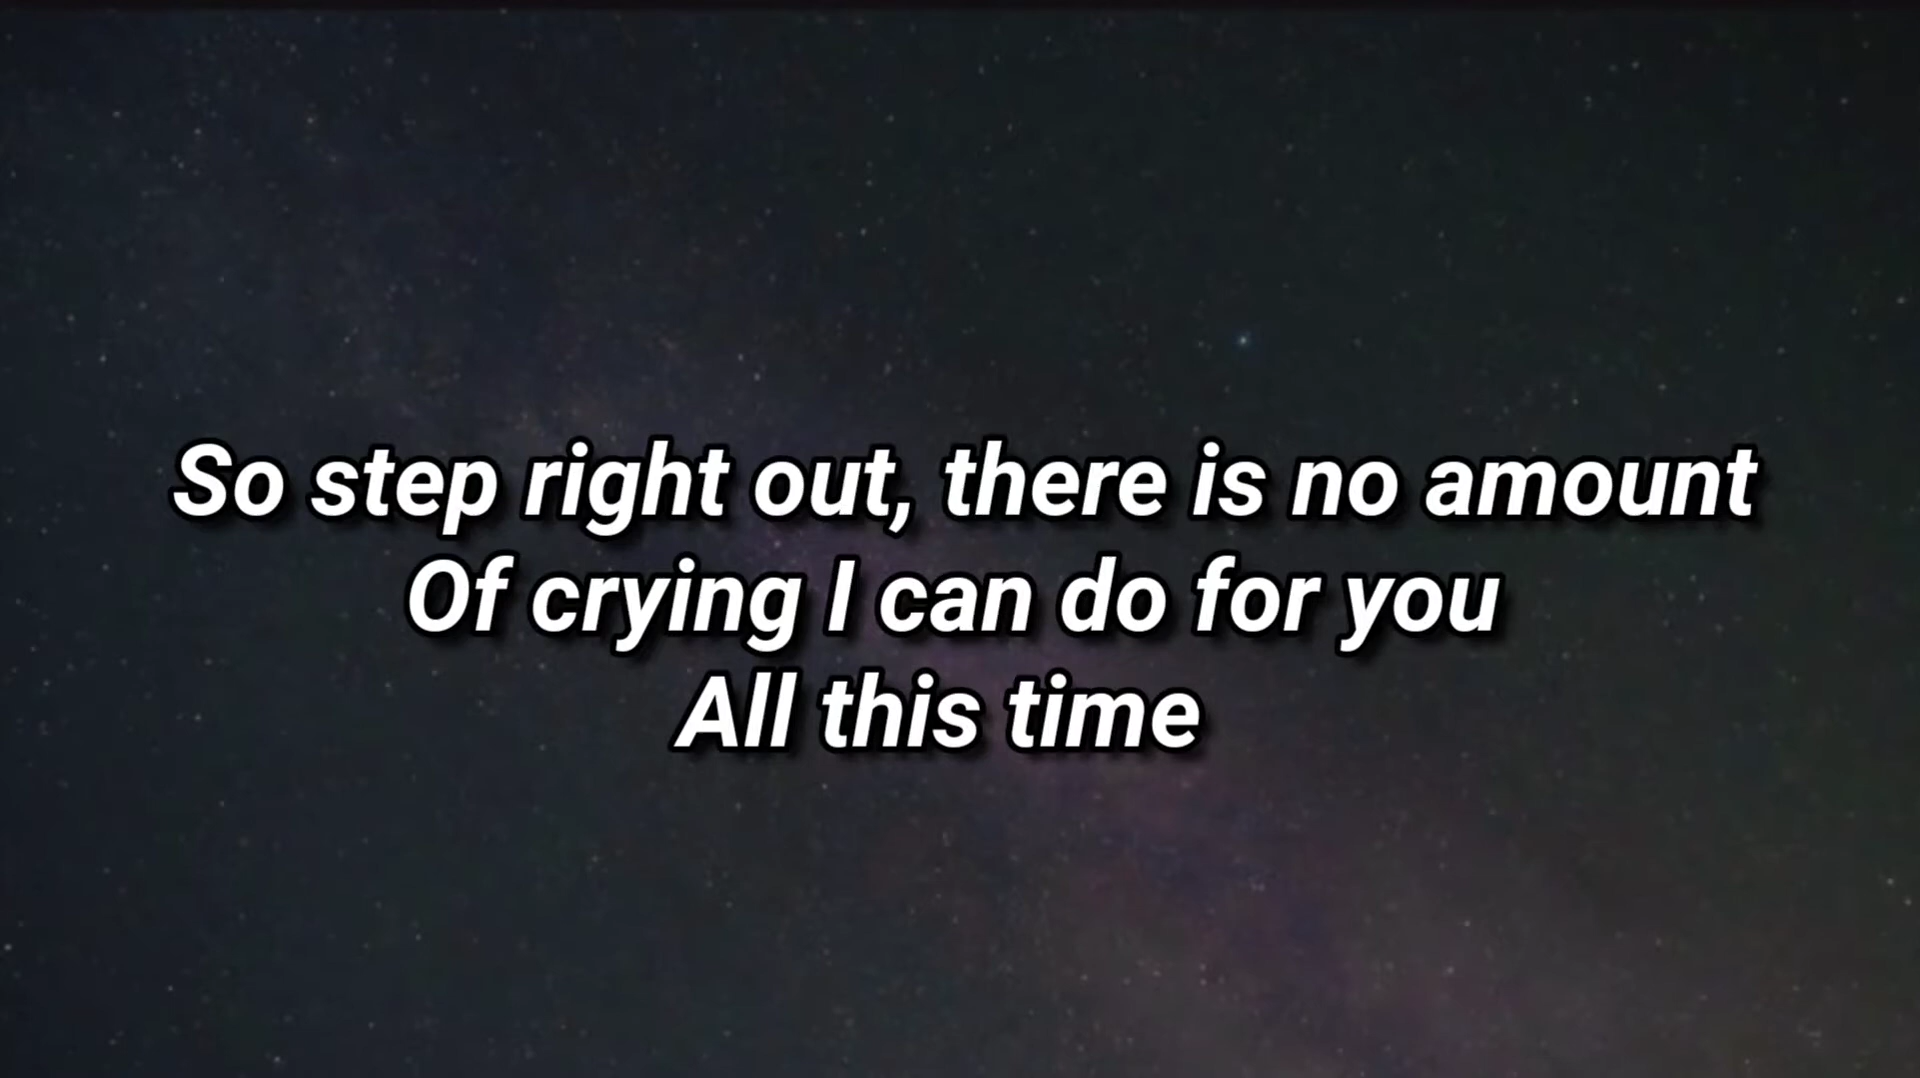 So step right out, there is no amount
Of crying I can do for you
All this time